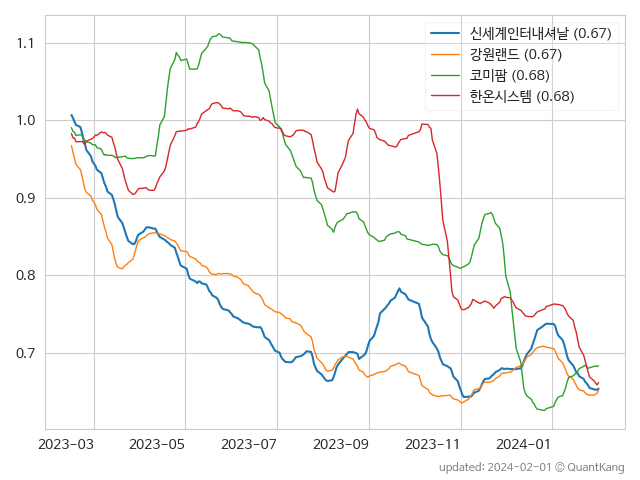 신세계인터내셔날 (0.67)
강원랜드 (0.67)
코미팜 (0.68)
한온시스템 (0.68)
1.1
1.0
0.9
0.8
0.7
2023-03 2023-05 2023-07 2023-09 2023-11 2024-01
updated: 2024-02-01 © QuantKang